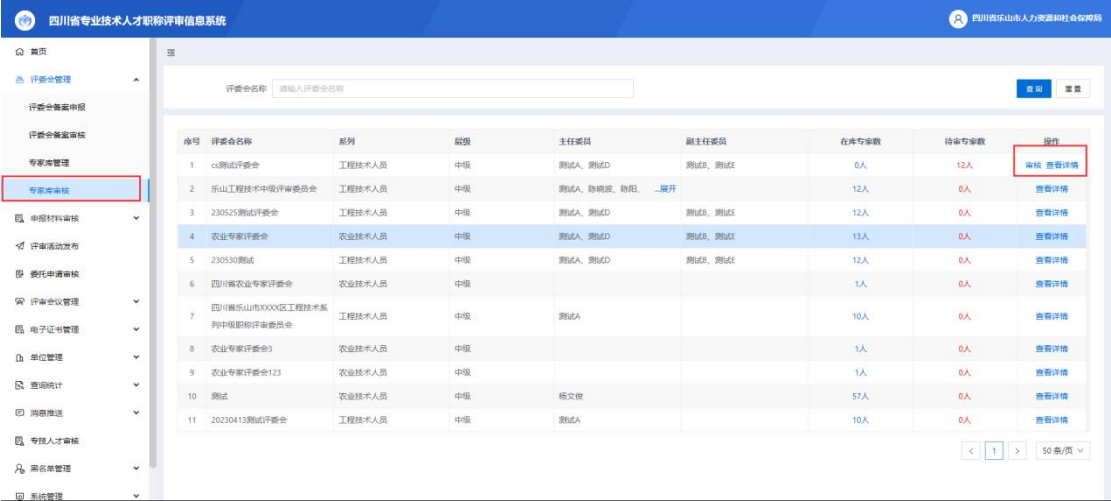 四川省专业技术人才职称评审信息系统
四川省乐山市人力资源和社会保障局
首页
评委会管理
评委会名称 请输入评委会名称 查询 重置
评委会备案申报
评委会备案审核
专家库管理
专家库审核
申报材料审核
评审活动发布
委托申请审核
评审会议管理
电子证书管理
单位管理
查询统计
消息推送
专技人才审核
黑名单管理
系统管理
序号 评委会名称 系列 层级 主任委员 副主任委员 在库专家数 待审专家数 操作
1 cs测试评委会 工程技术人员 中级 测试A、测试D 测试B、测试E 0人 12人 审核 查看详情
2 乐山工程技术中级评审委员会 工程技术人员 中级 测试A、陈晓波、陈阳、 ...展开 12人 0人 查看详情
3 230525测试评委会 工程技术人员 中级 测试A、测试D 测试B、测试E 12人 0人 查看详情
4 农业专家评委会 农业技术人员 中级 测试A、测试D 测试B、测试E 13人 0人 查看详情
5 230530测试 农业技术人员 中级 测试A、测试D 测试B、测试E 12人 0人 查看详情
6 四川省农业专家评委会 农业技术人员 中级 1人 0人 查看详情
7 四川省乐山市XXXX区工程技术系
列中级职称评审委员会 工程技术人员 中级 测试A 10人 0人 查看详情
8 农业专家评委会3 农业技术人员 中级 1人 0人 查看详情
9 农业专家评委会123 农业技术人员 中级 1人 0人 查看详情
10 测试 农业技术人员 中级 杨文俊 57人 0人 查看详情
11 20230413测试评委会 工程技术人员 中级 测试A 10人 0人 查看详情
< 1 > 50 条/页